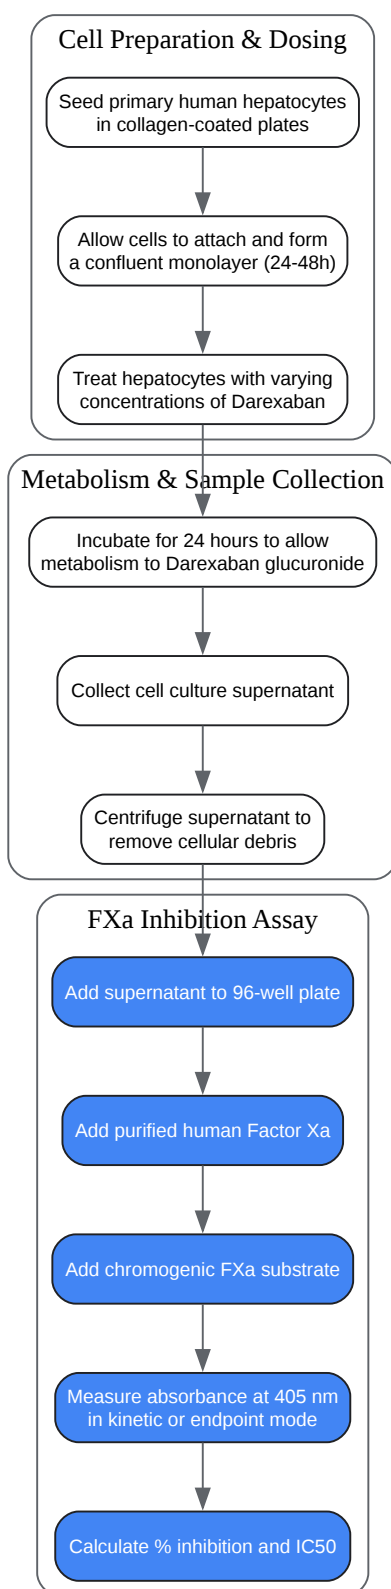 Cell Preparation & Dosing
Seed primary human hepatocytes
in collagen-coated plates
Allow cells to attach and form
a confluent monolayer (24-48h)
Treat hepatocytes with varying
concentrations of Darexaban
Metabolism & Sample Collection
Incubate for 24 hours to allow
metabolism to Darexaban glucuronide
Collect cell culture supernatant
Centrifuge supernatant to
remove cellular debris
FXa Inhibition Assay
Add supernatant to 96-well plate
Add purified human Factor Xa
Add chromogenic FXa substrate
Measure absorbance at 405 nm
in kinetic or endpoint mode
Calculate % inhibition and IC50